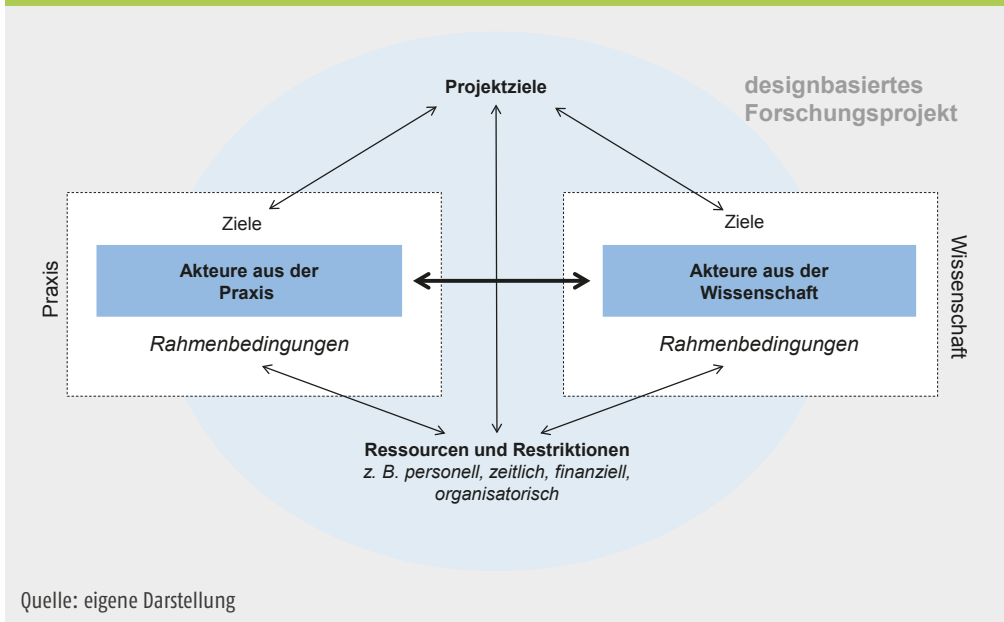 Projektziele
designbasiertes
Forschungsprojekt
Praxis
Ziele
Akteure aus der
Praxis
Rahmenbedingungen
Ziele
Akteure aus der
Wissenschaft
Rahmenbedingungen
Wissenschaft
Ressourcen und Restriktionen
z. B. personell, zeitlich, finanziell,
organisatorisch
Quelle: eigene Darstellung